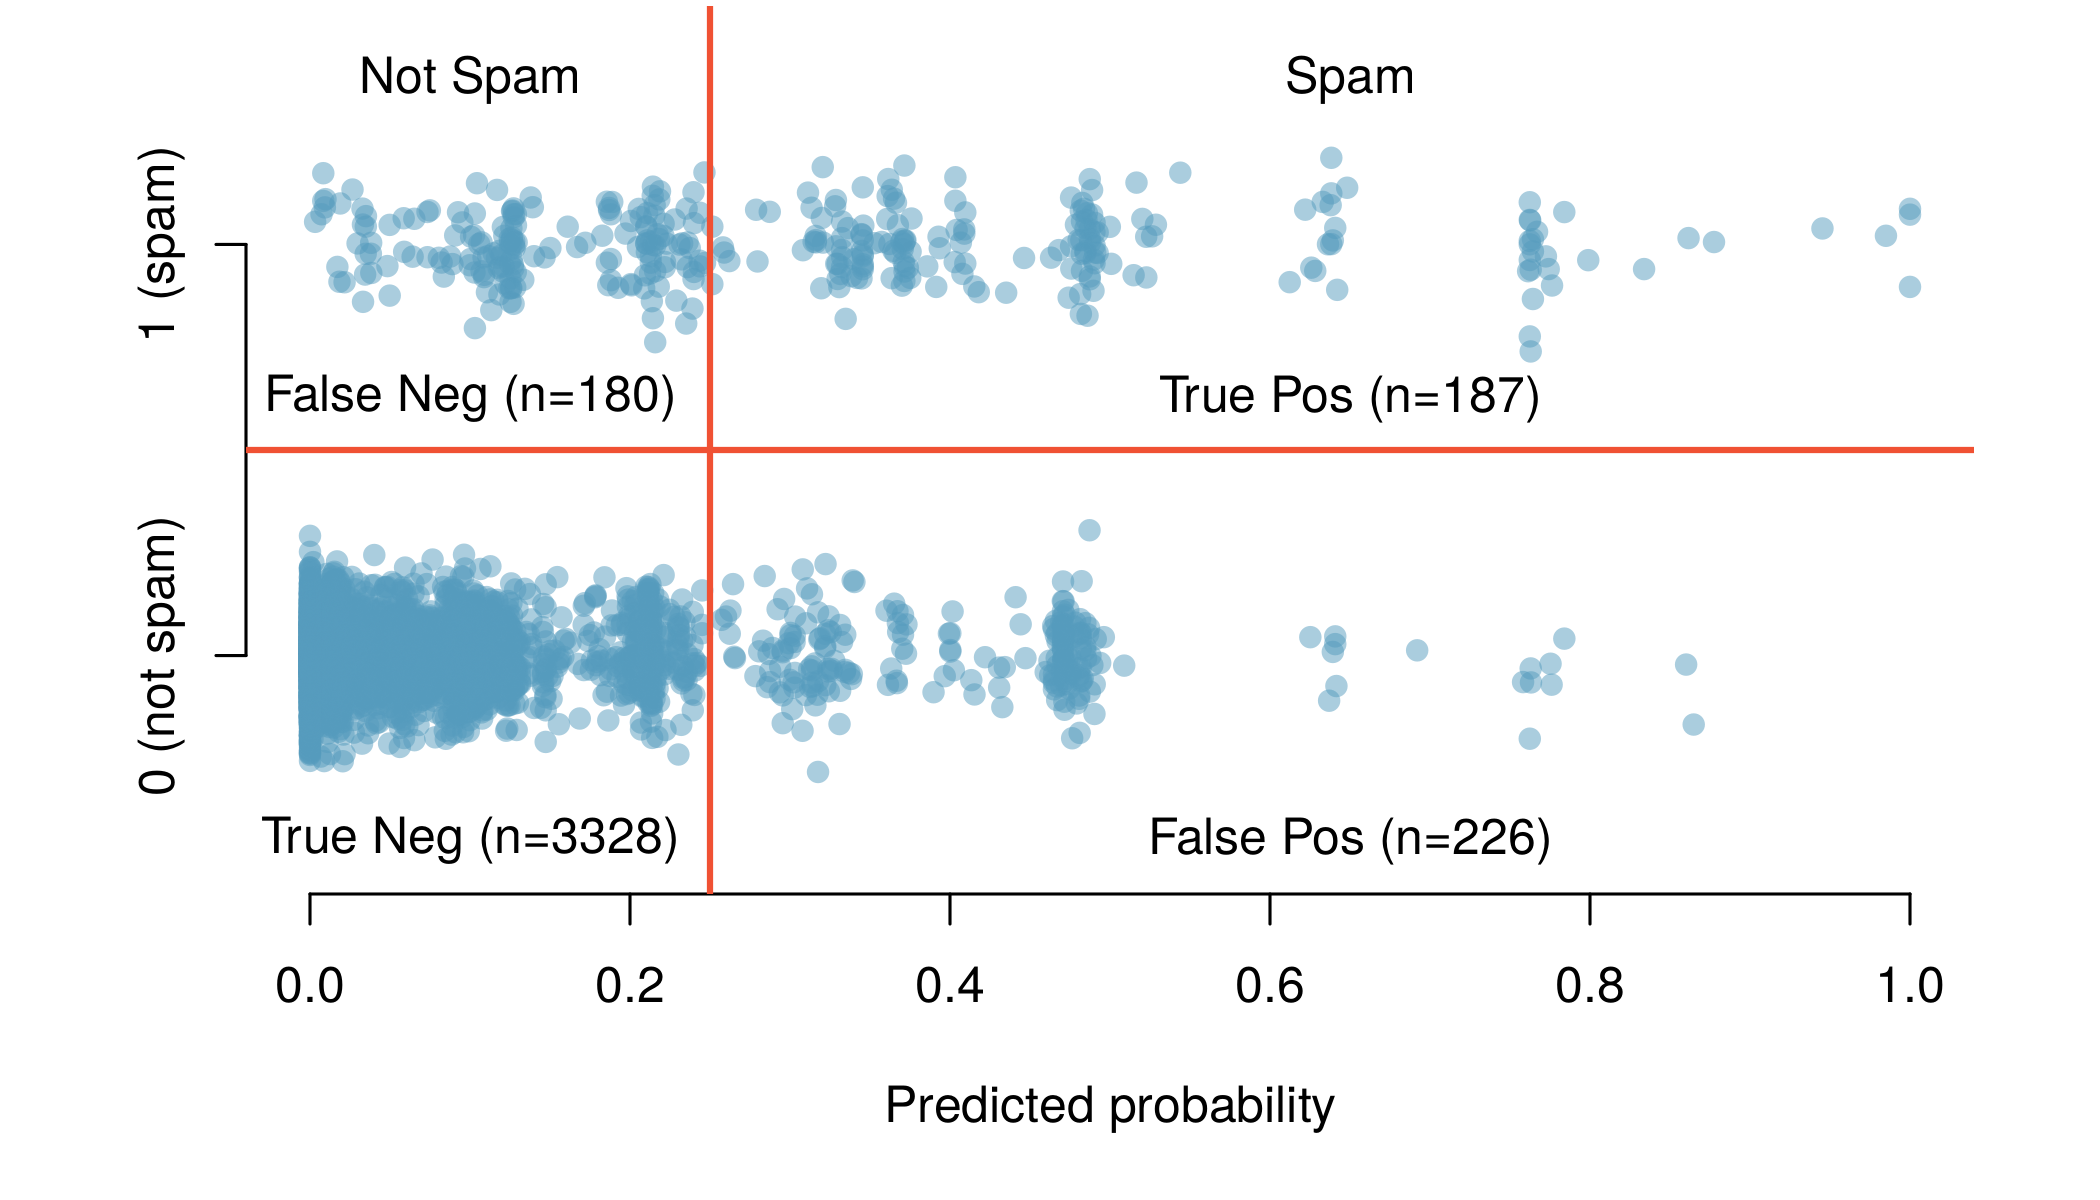 Not Spam
Spam
1 (spam)
False Neg (n=180)
True Pos (n=187)
0 (not spam)
True Neg (n=3328)
False Pos (n=226)
0.0 0.2 0.4 0.6 0.8 1.0
Predicted probability